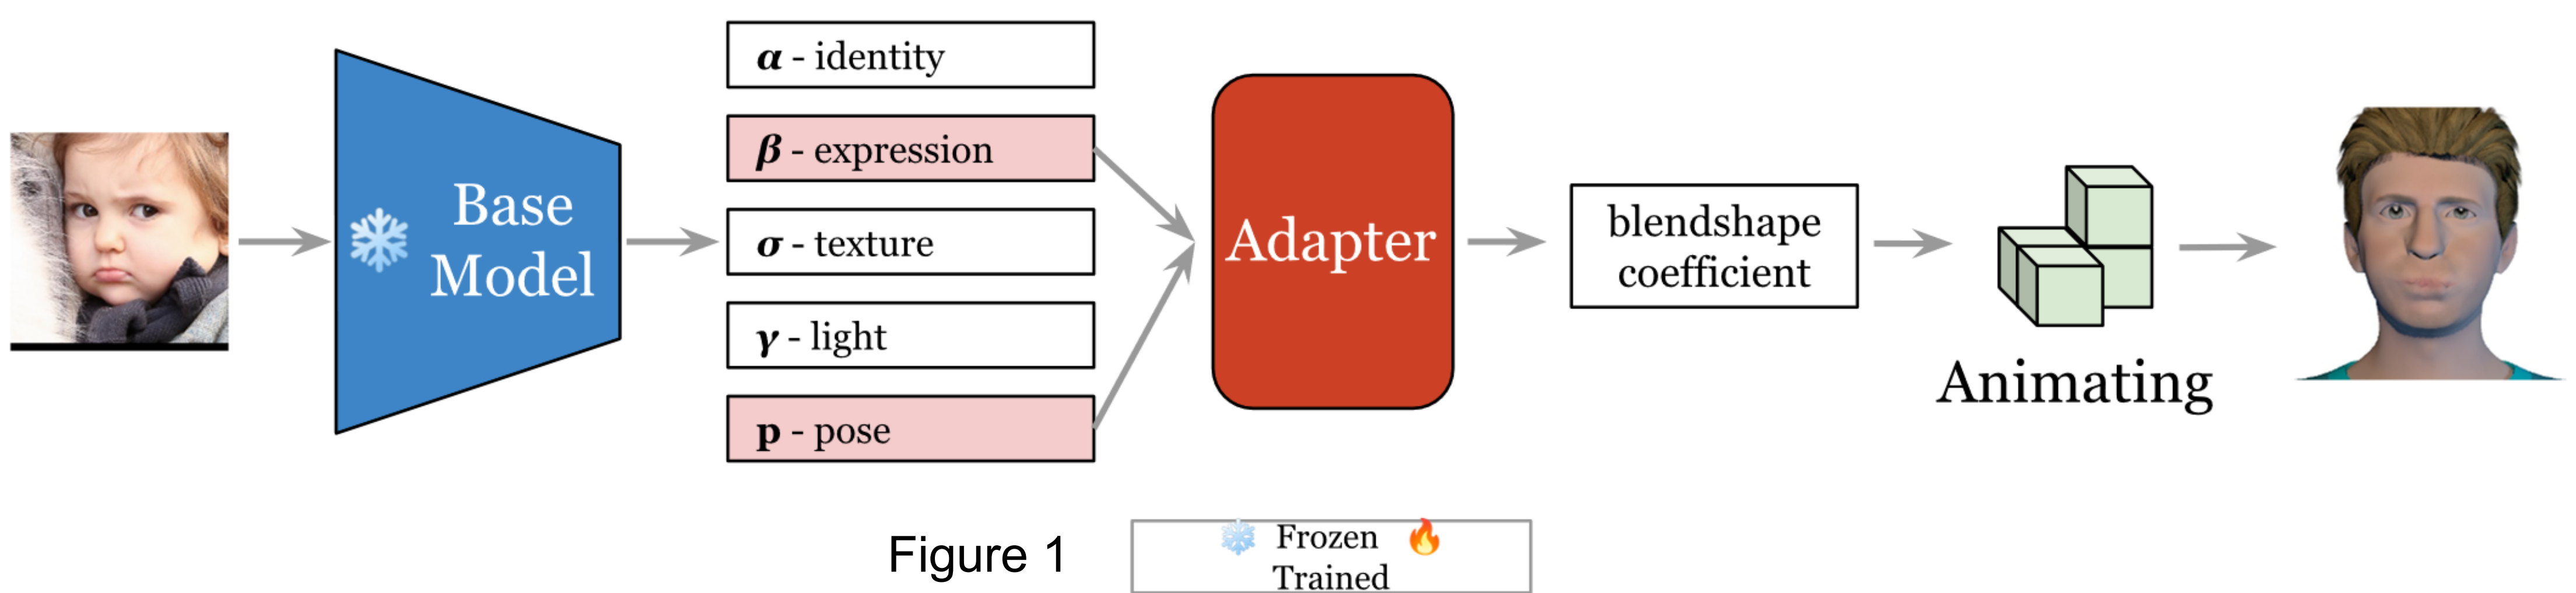 α - identity
β - expression
σ - texture
γ - light
p - pose
Base
Model
Adapter
blendshape
coefficient
Animating
Figure 1
❄️ Frozen 🔥
Trained